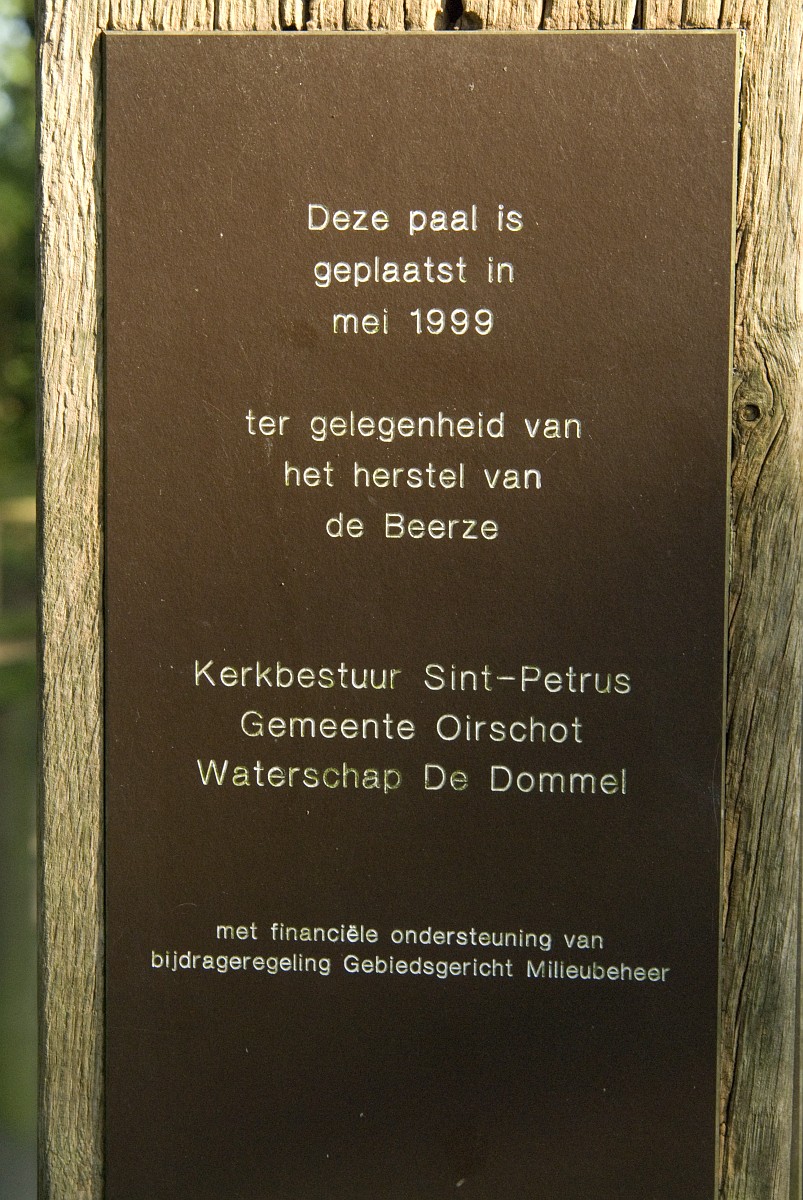 Deze paal is
geplaatst in
mei 1999
ter gelegenheid van
het herstel van
de Beerze
Kerkbestuur Sint-Petrus
Gemeente Oirschot
Waterschap De Dommel
met financiële ondersteuning van
bijdrageregeling Gebiedsgericht Milieubeheer